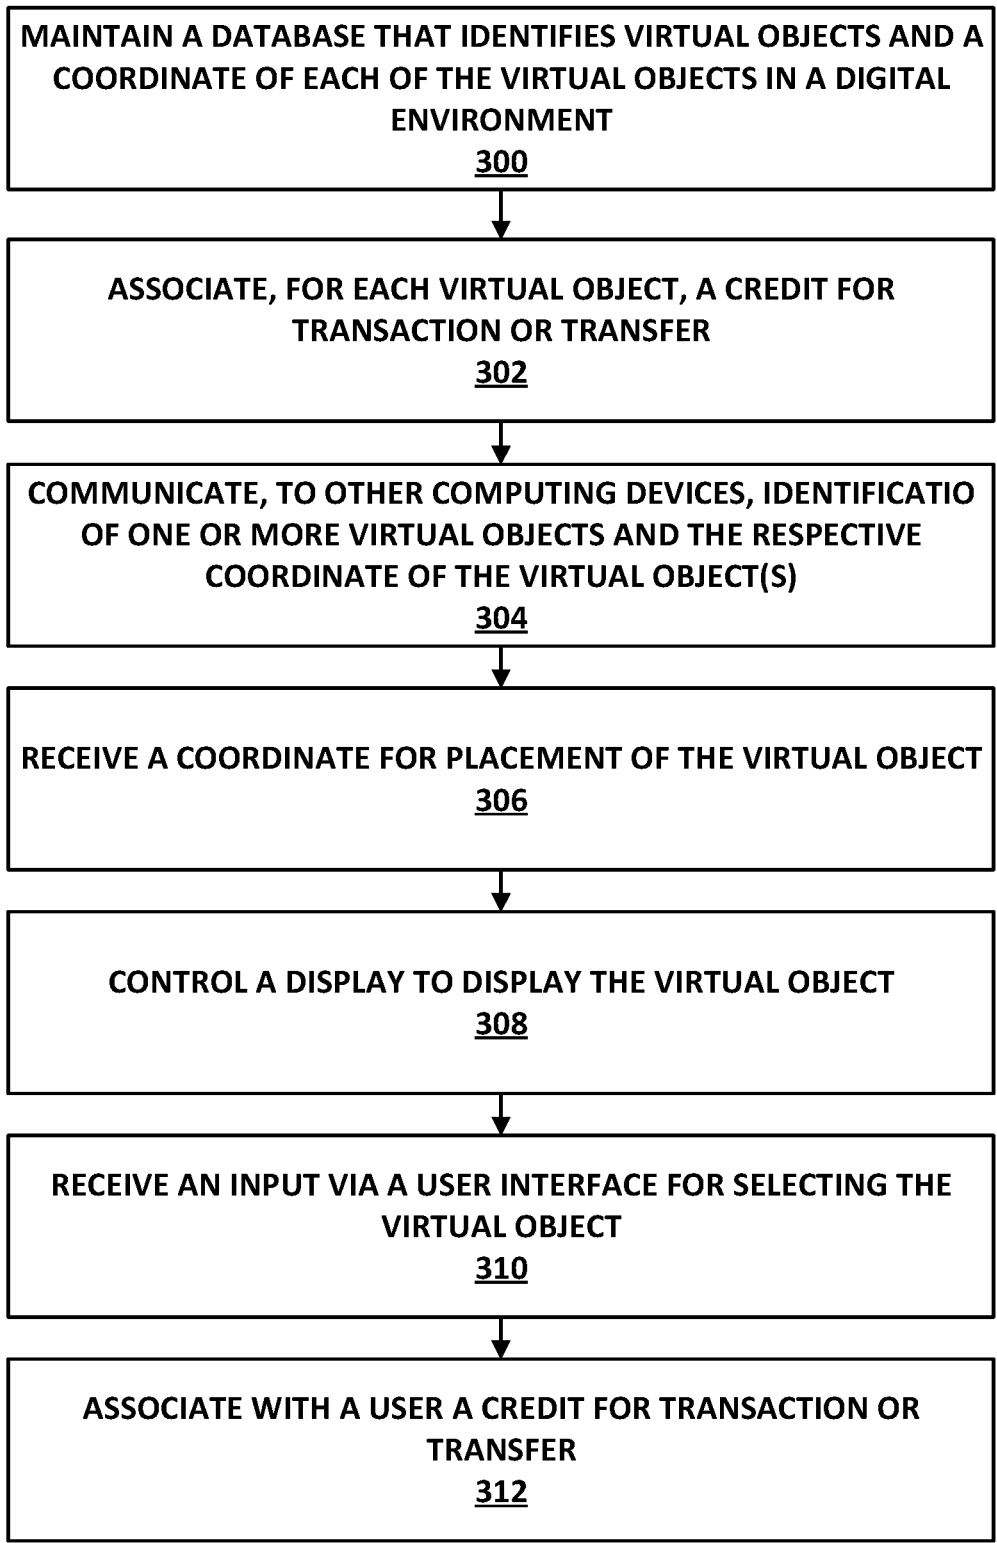 MAINTAIN A DATABASE THAT IDENTIFIES VIRTUAL OBJECTS AND A
COORDINATE OF EACH OF THE VIRTUAL OBJECTS IN A DIGITAL
ENVIRONMENT
300
ASSOCIATE, FOR EACH VIRTUAL OBJECT, A CREDIT FOR
TRANSACTION OR TRANSFER
302
COMMUNICATE, TO OTHER COMPUTING DEVICES, IDENTIFICATIO
OF ONE OR MORE VIRTUAL OBJECTS AND THE RESPECTIVE
COORDINATE OF THE VIRTUAL OBJECT(S)
304
RECEIVE A COORDINATE FOR PLACEMENT OF THE VIRTUAL OBJECT
306
CONTROL A DISPLAY TO DISPLAY THE VIRTUAL OBJECT
308
RECEIVE AN INPUT VIA A USER INTERFACE FOR SELECTING THE
VIRTUAL OBJECT
310
ASSOCIATE WITH A USER A CREDIT FOR TRANSACTION OR
TRANSFER
312